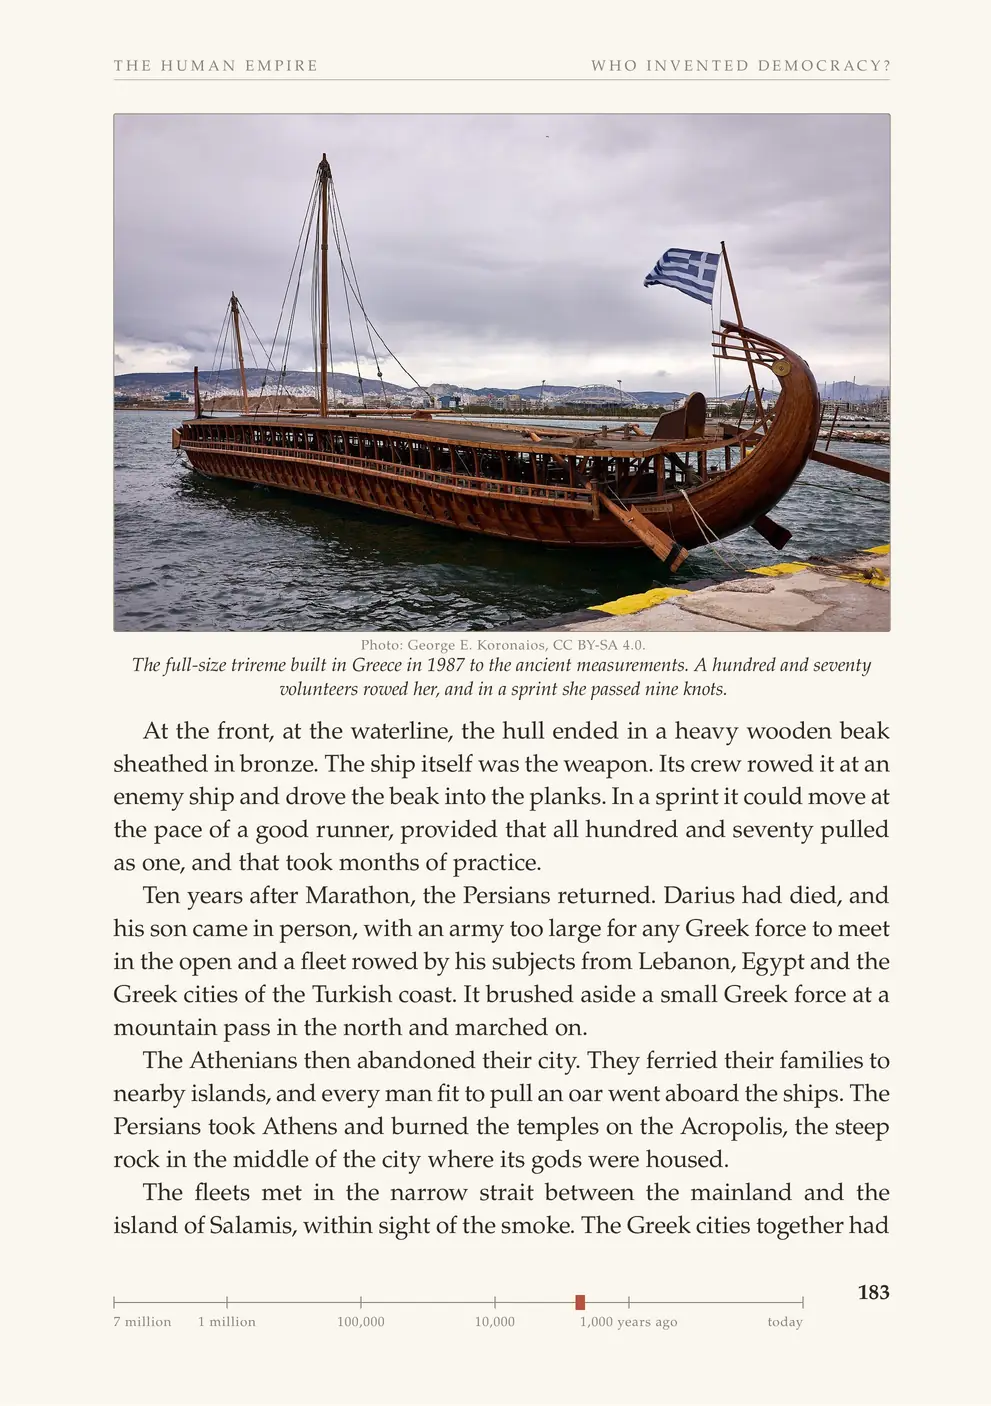 THE HUMAN EMPIRE
WHO INVENTED DEMOCRACY?
Photo: George E. Koronaios, CC BY-SA 4.0.
The full-size trireme built in Greece in 1987 to the ancient measurements. A hundred and seventy
volunteers rowed her, and in a sprint she passed nine knots.
At the front, at the waterline, the hull ended in a heavy wooden beak
sheathed in bronze. The ship itself was the weapon. Its crew rowed it at an
enemy ship and drove the beak into the planks. In a sprint it could move at
the pace of a good runner, provided that all hundred and seventy pulled
as one, and that took months of practice.
Ten years after Marathon, the Persians returned. Darius had died, and
his son came in person, with an army too large for any Greek force to meet
in the open and a fleet rowed by his subjects from Lebanon, Egypt and the
Greek cities of the Turkish coast. It brushed aside a small Greek force at a
mountain pass in the north and marched on.
The Athenians then abandoned their city. They ferried their families to
nearby islands, and every man fit to pull an oar went aboard the ships. The
Persians took Athens and burned the temples on the Acropolis, the steep
rock in the middle of the city where its gods were housed.
The fleets met in the narrow strait between the mainland and the
island of Salamis, within sight of the smoke. The Greek cities together had
183
7 million
1 million
100,000
10,000
1,000 years ago
today